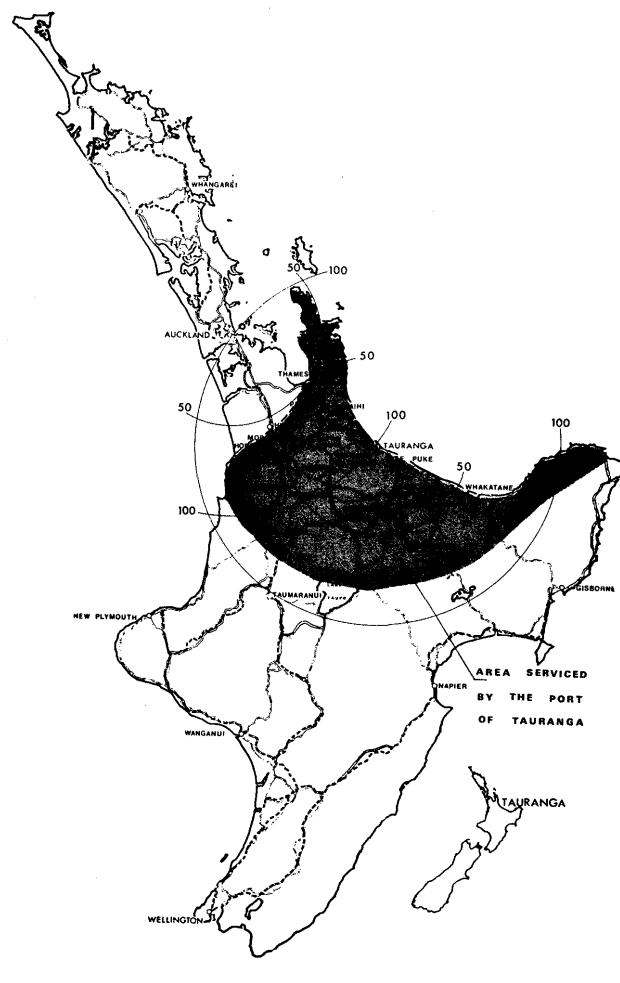 WHANGAREI
50
100
AUCKLAND
50
THAMES
50
100
TAURANGA
PUKE
100
50
WHAKATANE
100
TAUMARANUI
TAUPO
GISBORNE
NEW PLYMOUTH
AREA SERVICED
NAPIER
BY THE PORT
OF TAURANGA
WANGANUI
TAURANGA
WELLINGTON